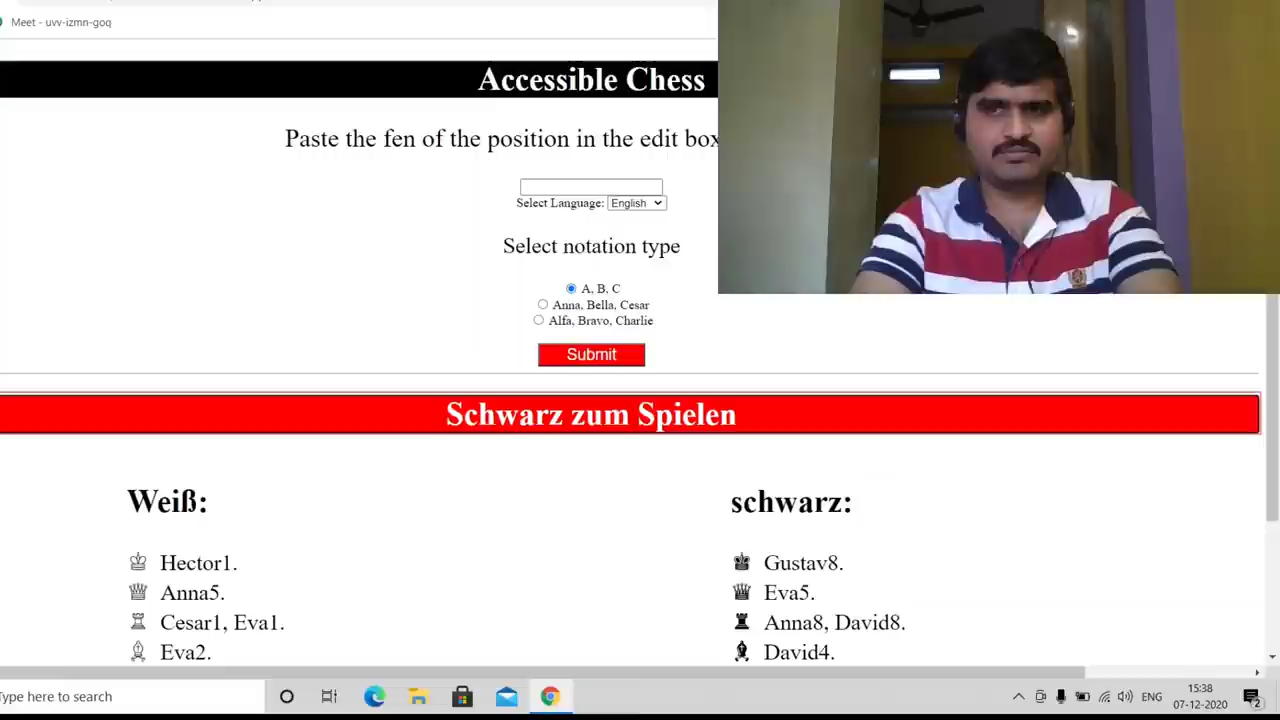 Meet - uvv-izmn-goq
Accessible Chess
Paste the fen of the position in the edit box
Select Language: English
Select notation type
A, B, C
Anna, Bella, Cesar
Alfa, Bravo, Charlie
Submit
Schwarz zum Spielen
Weiß:
Hector1.
Anna5.
Cesar1, Eva1.
Eva2.
schwarz:
Gustav8.
Eva5.
Anna8, David8.
David4.
Type here to search
ENG
15:38
07-12-2020
2